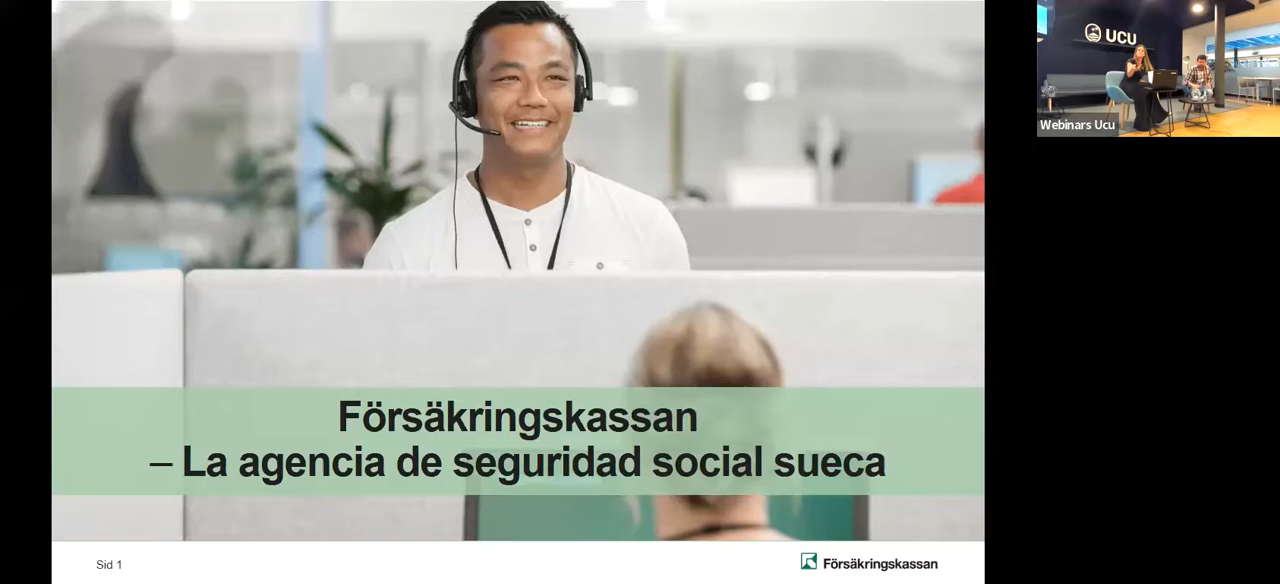 Försäkringskassan
– La agencia de seguridad social sueca
Sid 1
Försäkringskassan
UCU
Webinars Ucu